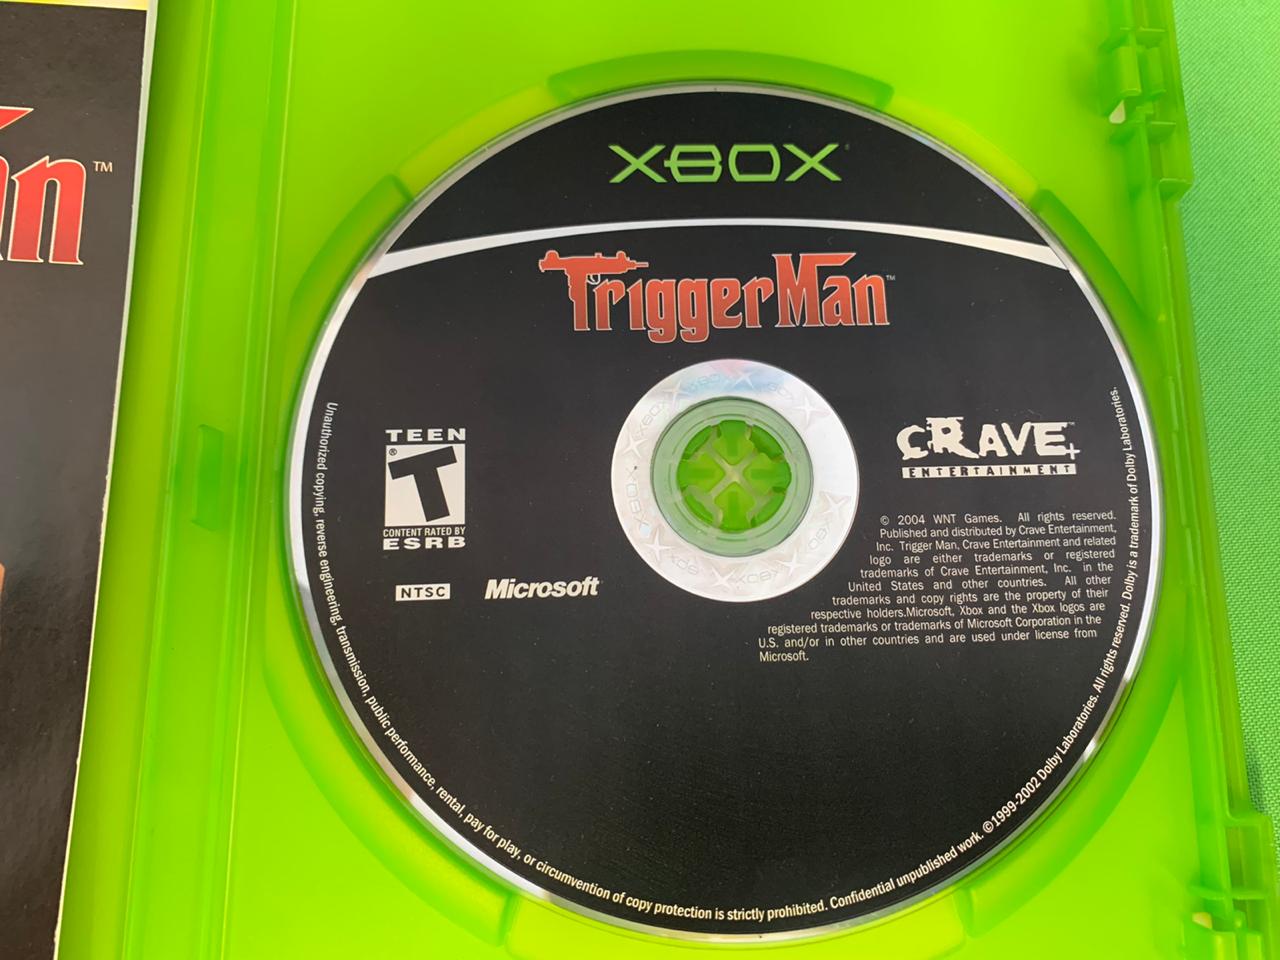 an™
XBOX
TriggerMan™
TEEN
T®
CONTENT RATED BY
ESRB
NTSC
Microsoft
CRAVE
ENTERTAINMENT
© 2004 WNT Games. All rights reserved.
Published and distributed by Crave Entertainment,
Inc. Trigger Man, Crave Entertainment and related
logo are either trademarks or registered
trademarks of Crave Entertainment, Inc. in the
United States and other countries. All other
trademarks and copy rights are the property of their
respective holders.Microsoft, Xbox and the Xbox logos are
registered trademarks or trademarks of Microsoft Corporation in the
U.S. and/or in other countries and are used under license from
Microsoft.
Unauthorized copying, reverse engineering, transmission, public performance, rental, pay for play, or circumvention of copy protection is strictly prohibited. Confidential unpublished work. ©1999-2002 Dolby Laboratories. All rights reserved. Dolby is a trademark of Dolby Laboratories.